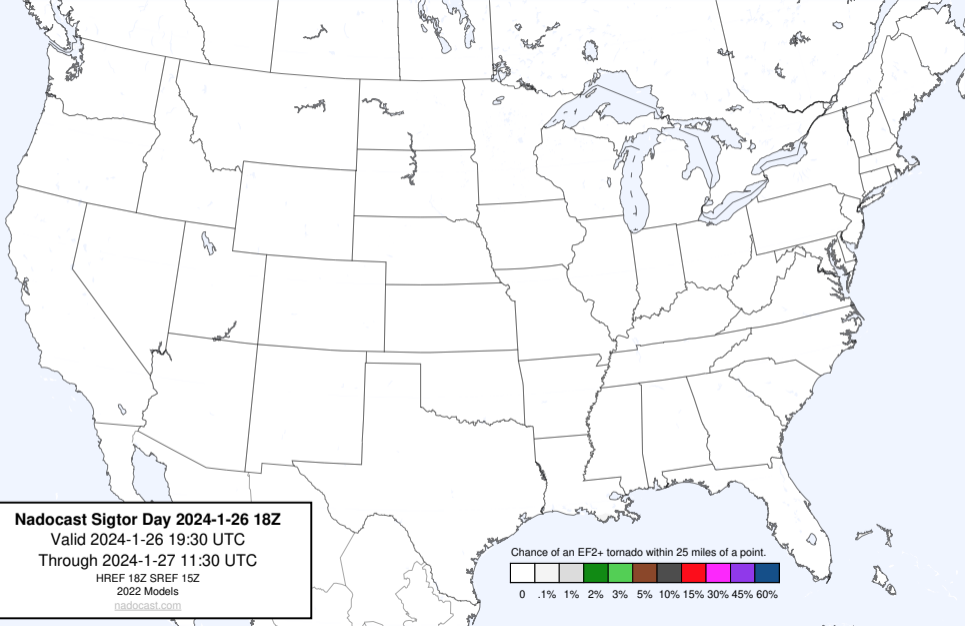 Nadocast Sigtor Day 2024-1-26 18Z
Valid 2024-1-26 19:30 UTC
Through 2024-1-27 11:30 UTC
HREF 18Z SREF 15Z
2022 Models
nadocast.com
Chance of an EF2+ tornado within 25 miles of a point.
0 .1% 1% 2% 3% 5% 10% 15% 30% 45% 60%